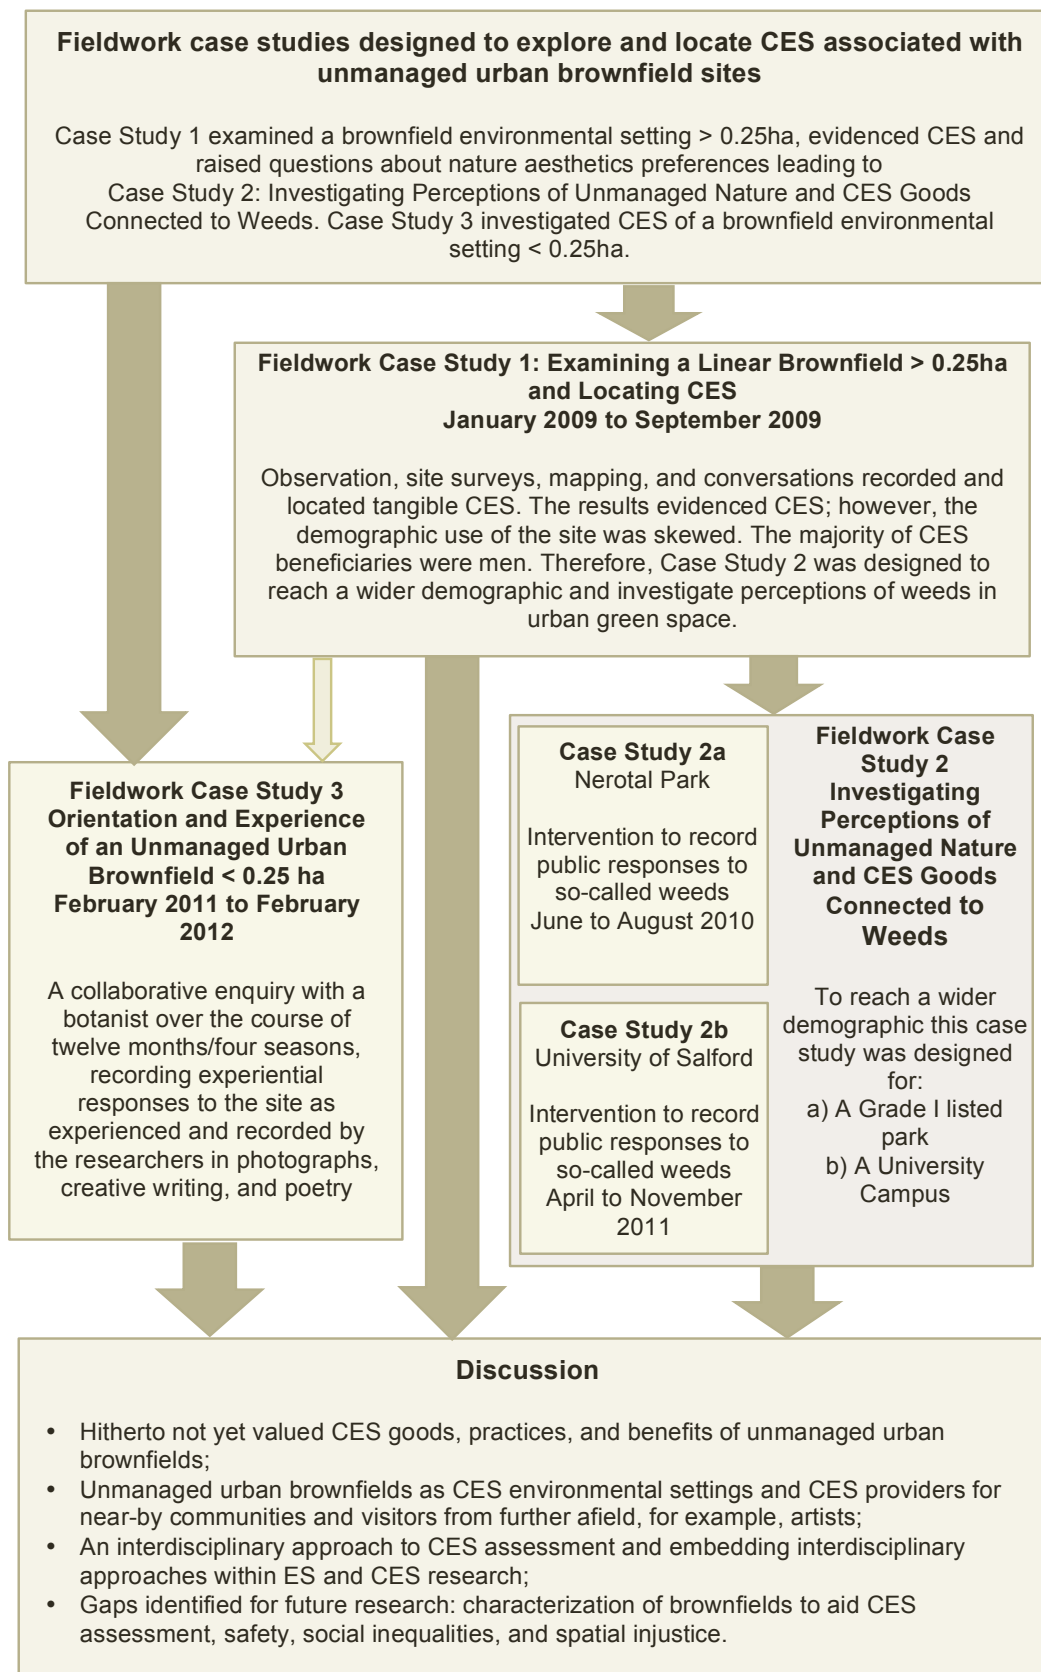 Fieldwork case studies designed to explore and locate CES associated with
unmanaged urban brownfield sites
Case Study 1 examined a brownfield environmental setting > 0.25ha, evidenced CES and
raised questions about nature aesthetics preferences leading to
Case Study 2: Investigating Perceptions of Unmanaged Nature and CES Goods
Connected to Weeds. Case Study 3 investigated CES of a brownfield environmental
setting < 0.25ha.
Fieldwork Case Study 1: Examining a Linear Brownfield > 0.25ha
and Locating CES
January 2009 to September 2009
Observation, site surveys, mapping, and conversations recorded and
located tangible CES. The results evidenced CES; however, the
demographic use of the site was skewed. The majority of CES
beneficiaries were men. Therefore, Case Study 2 was designed to
reach a wider demographic and investigate perceptions of weeds in
urban green space.
Fieldwork Case Study 3
Orientation and Experience
of an Unmanaged Urban
Brownfield < 0.25 ha
February 2011 to February
2012
A collaborative enquiry with a
botanist over the course of
twelve months/four seasons,
recording experiential
responses to the site as
experienced and recorded by
the researchers in photographs,
creative writing, and poetry
Case Study 2a
Nerotal Park
Intervention to record
public responses to
so-called weeds
June to August 2010
Case Study 2b
University of Salford
Intervention to record
public responses to
so-called weeds
April to November
2011
Fieldwork Case
Study 2
Investigating
Perceptions of
Unmanaged Nature
and CES Goods
Connected to
Weeds
To reach a wider
demographic this case
study was designed
for:
a) A Grade I listed
park
b) A University
Campus
Discussion
• Hitherto not yet valued CES goods, practices, and benefits of unmanaged urban
brownfields;
• Unmanaged urban brownfields as CES environmental settings and CES providers for
near-by communities and visitors from further afield, for example, artists;
• An interdisciplinary approach to CES assessment and embedding interdisciplinary
approaches within ES and CES research;
• Gaps identified for future research: characterization of brownfields to aid CES
assessment, safety, social inequalities, and spatial injustice.